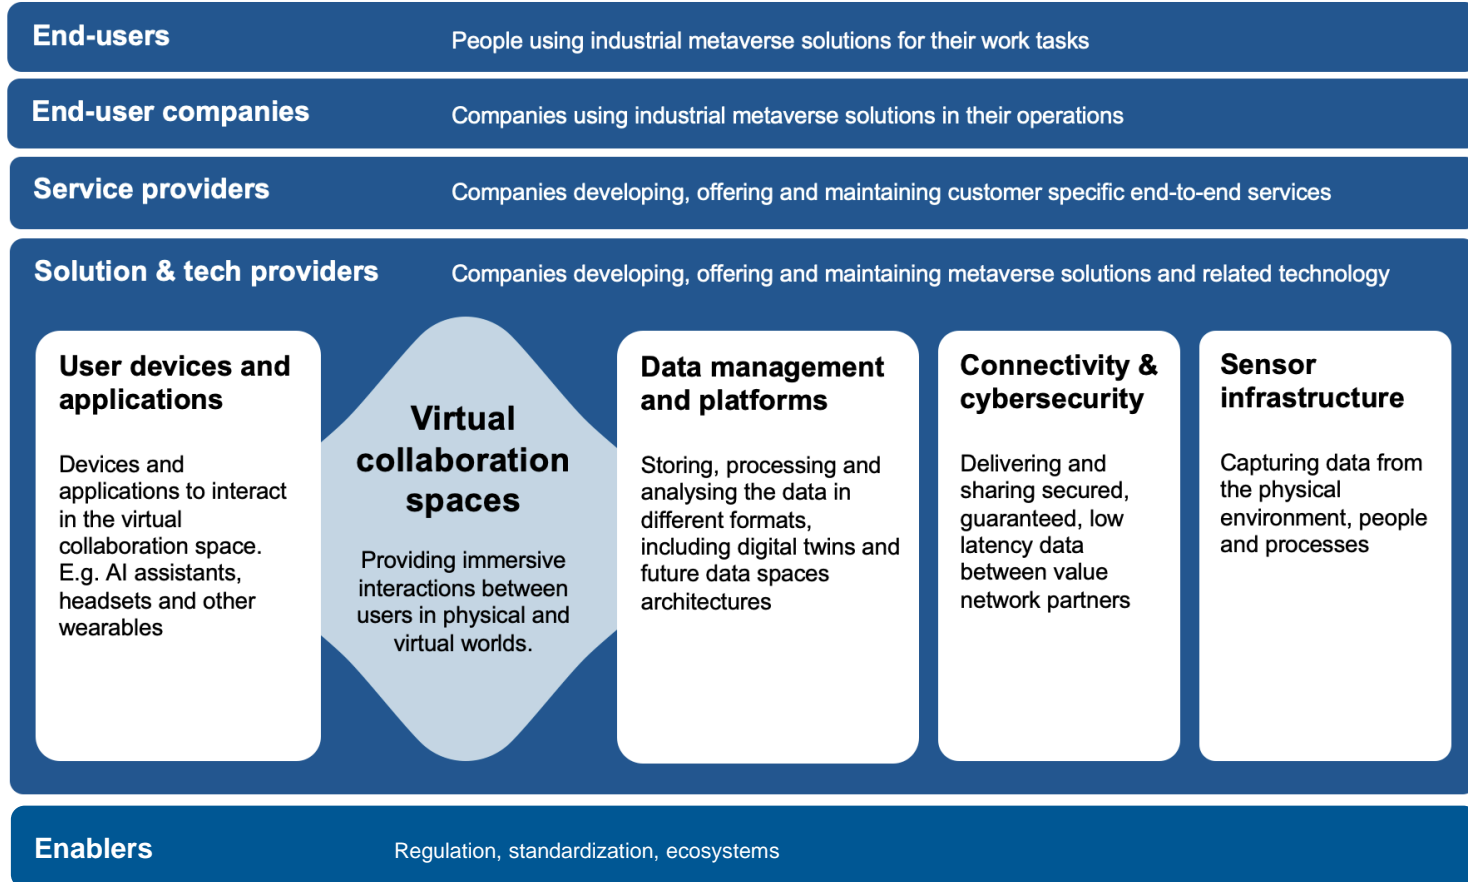 End-users
People using industrial metaverse solutions for their work tasks
End-user companies
Companies using industrial metaverse solutions in their operations
Service providers
Companies developing, offering and maintaining customer specific end-to-end services
Solution & tech providers
Companies developing, offering and maintaining metaverse solutions and related technology
User devices and
applications
Devices and
applications to interact
in the virtual
collaboration space.
E.g. AI assistants,
headsets and other
wearables
Virtual
collaboration
spaces
Providing immersive
interactions between
users in physical and
virtual worlds.
Data management
and platforms
Storing, processing and
analysing the data in
different formats,
including digital twins and
future data spaces
architectures
Connectivity &
cybersecurity
Delivering and
sharing secured,
guaranteed, low
latency data
between value
network partners
Sensor
infrastructure
Capturing data from
the physical
environment, people
and processes
Enablers
Regulation, standardization, ecosystems